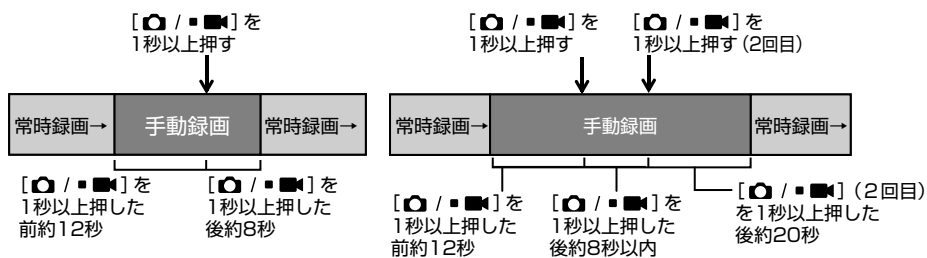 [📷 / ■🎥] を
1秒以上押す
常時録画→
手動録画
常時録画→
[📷 / ■🎥] を
1秒以上押した
前約12秒
[📷 / ■🎥] を
1秒以上押した
後約8秒
[📷 / ■🎥] を
1秒以上押す
[📷 / ■🎥] を
1秒以上押す(2回目)
常時録画→
手動録画
常時録画→
[📷 / ■🎥] を
1秒以上押した
前約12秒
[📷 / ■🎥] を
1秒以上押した
後約8秒以内
[📷 / ■🎥] (2回目)
を1秒以上押した
後約20秒